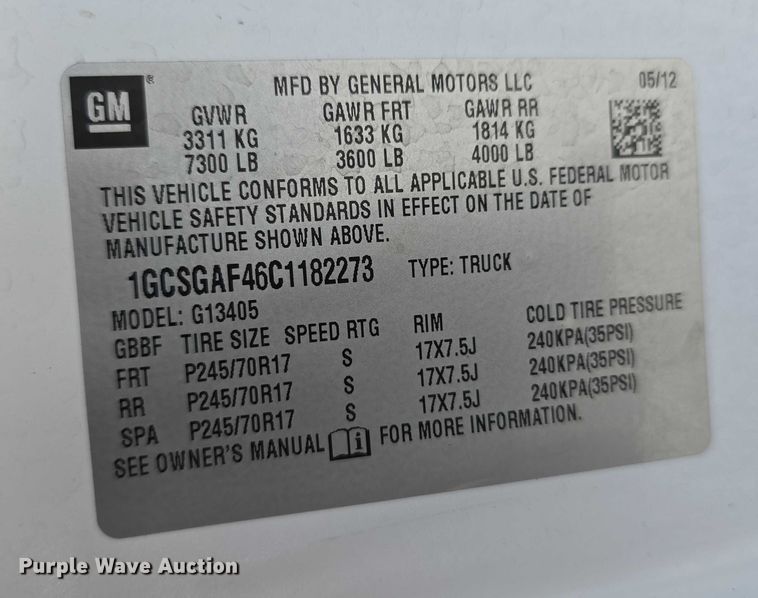 GM ® MFD BY GENERAL MOTORS LLC 05/12
GVWR GAWR FRT GAWR RR
3311 KG 1633 KG 1814 KG
7300 LB 3600 LB 4000 LB
THIS VEHICLE CONFORMS TO ALL APPLICABLE U.S. FEDERAL MOTOR
VEHICLE SAFETY STANDARDS IN EFFECT ON THE DATE OF
MANUFACTURE SHOWN ABOVE.
1GCSGAF46C1182273 TYPE: TRUCK
MODEL: G13405
GBBF TIRE SIZE SPEED RTG RIM COLD TIRE PRESSURE
FRT P245/70R17 S 17X7.5J 240KPA(35PSI)
RR P245/70R17 S 17X7.5J 240KPA(35PSI)
SPA P245/70R17 S 17X7.5J 240KPA(35PSI)
SEE OWNER'S MANUAL i FOR MORE INFORMATION.
Purple Wave Auction